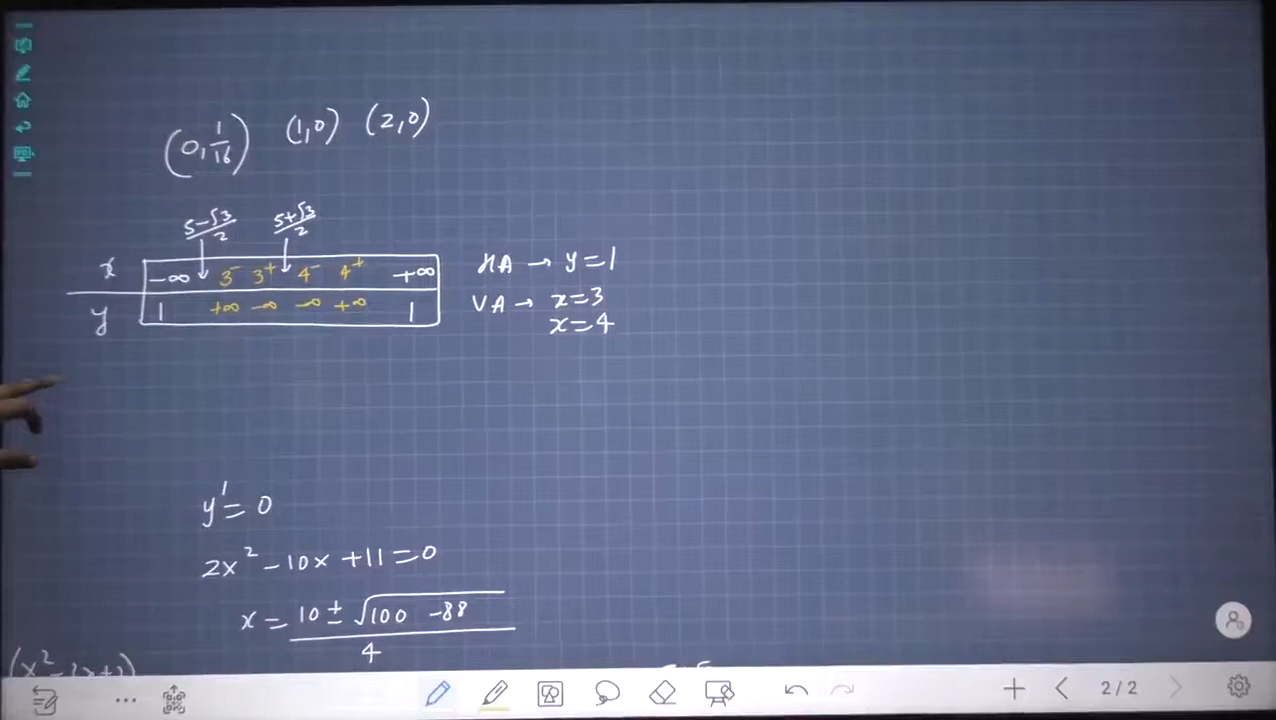 (0, 1/16) (1,0) (2,0)
5-√3/2 5+√3/2
x -∞ 3⁻ 3⁺ 4⁻ 4⁺ +∞
y 1 +∞ -∞ -∞ +∞ 1
HA → y=1
VA → x=3
x=4
y'=0
2x²-10x+11=0
x = 10±√100-88 / 4
2/2